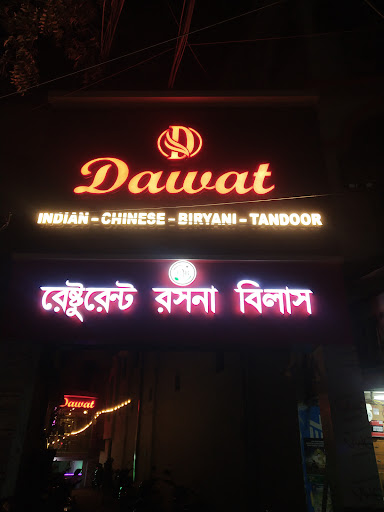 Dawat
INDIAN - CHINESE - BIRYANI - TANDOOR
রেষ্টুরেন্ট রসনা বিলাস
Dawat